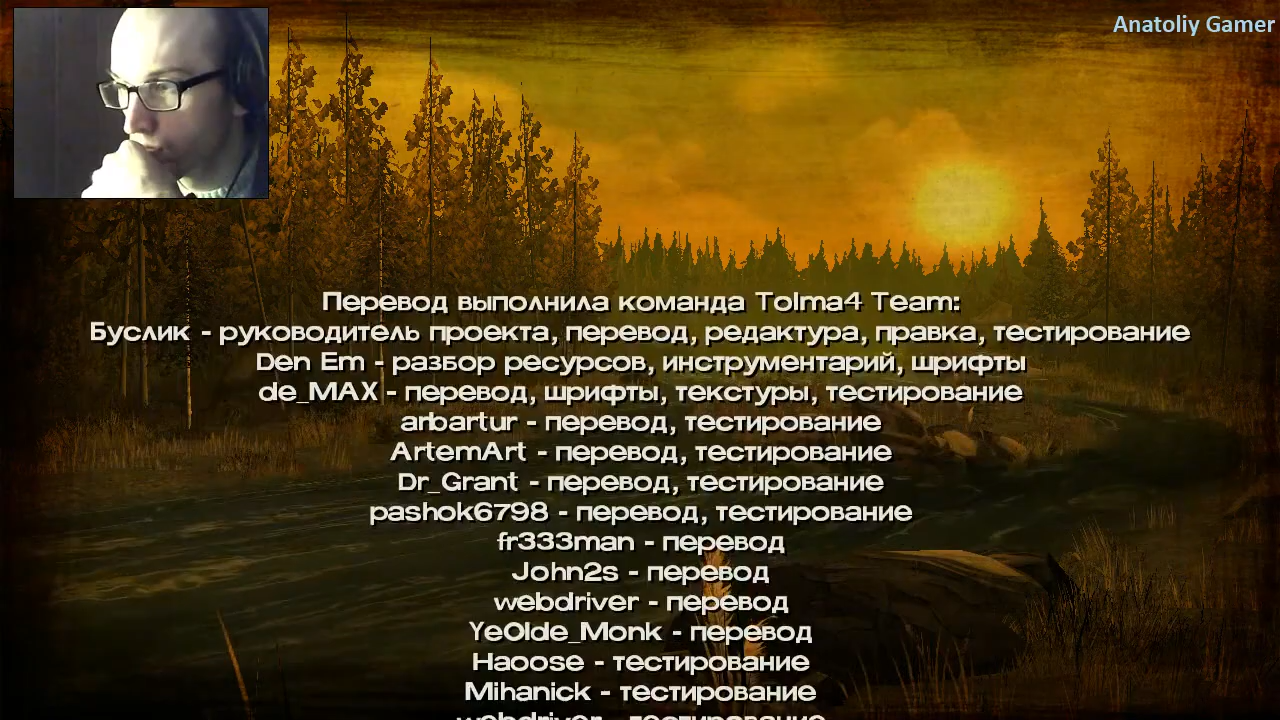 Anatoliy Gamer
Перевод выполнила команда Tolma4 Team:
Буслик - руководитель проекта, перевод, редактура, правка, тестирование
Den Em - разбор ресурсов, инструментарий, шрифты
de_MAX - перевод, шрифты, текстуры, тестирование
arbartur - перевод, тестирование
ArtemArt - перевод, тестирование
Dr_Grant - перевод, тестирование
pashok6798 - перевод, тестирование
fr333man - перевод
John2s - перевод
webdriver - перевод
YeOlde_Monk - перевод
Haoose - тестирование
Mihanick - тестирование
webdriver - тестирование